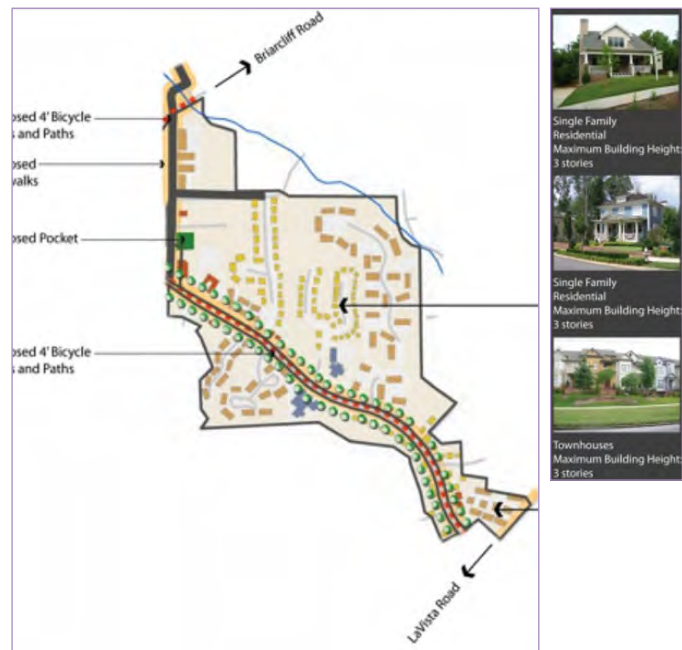 Briarcliff Road
osed 4' Bicycle
s and Paths
osed
walks
osed Pocket
osed 4' Bicycle
s and Paths
LaVista Road
Single Family
Residential
Maximum Building Height:
3 stories
Single Family
Residential
Maximum Building Height:
3 stories
Townhouses
Maximum Building Height:
3 stories